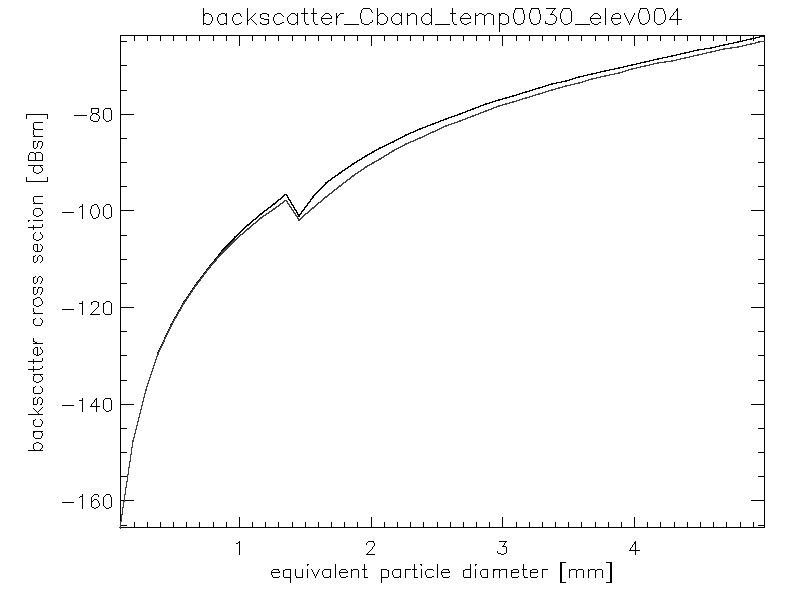 backscatter_Cband_temp0030_elev004
backscatter cross section [dBsm]
-80
-100
-120
-140
-160
1 2 3 4
equivalent particle diameter [mm]